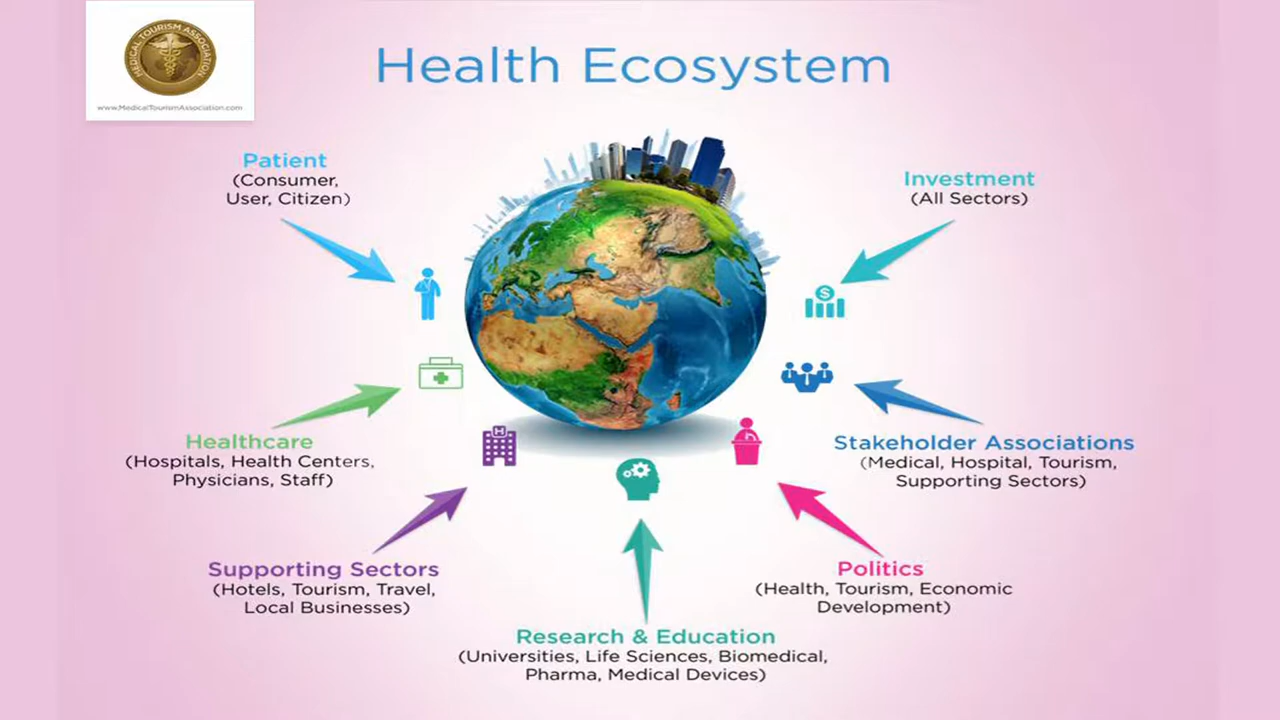 MEDICAL TOURISM ASSOCIATION
www.MedicalTourismAssociation.com
Health Ecosystem
Patient
(Consumer,
User, Citizen)
Investment
(All Sectors)
$
Healthcare
(Hospitals, Health Centers,
Physicians, Staff)
H
Stakeholder Associations
(Medical, Hospital, Tourism,
Supporting Sectors)
Supporting Sectors
(Hotels, Tourism, Travel,
Local Businesses)
Politics
(Health, Tourism, Economic
Development)
Research & Education
(Universities, Life Sciences, Biomedical,
Pharma, Medical Devices)